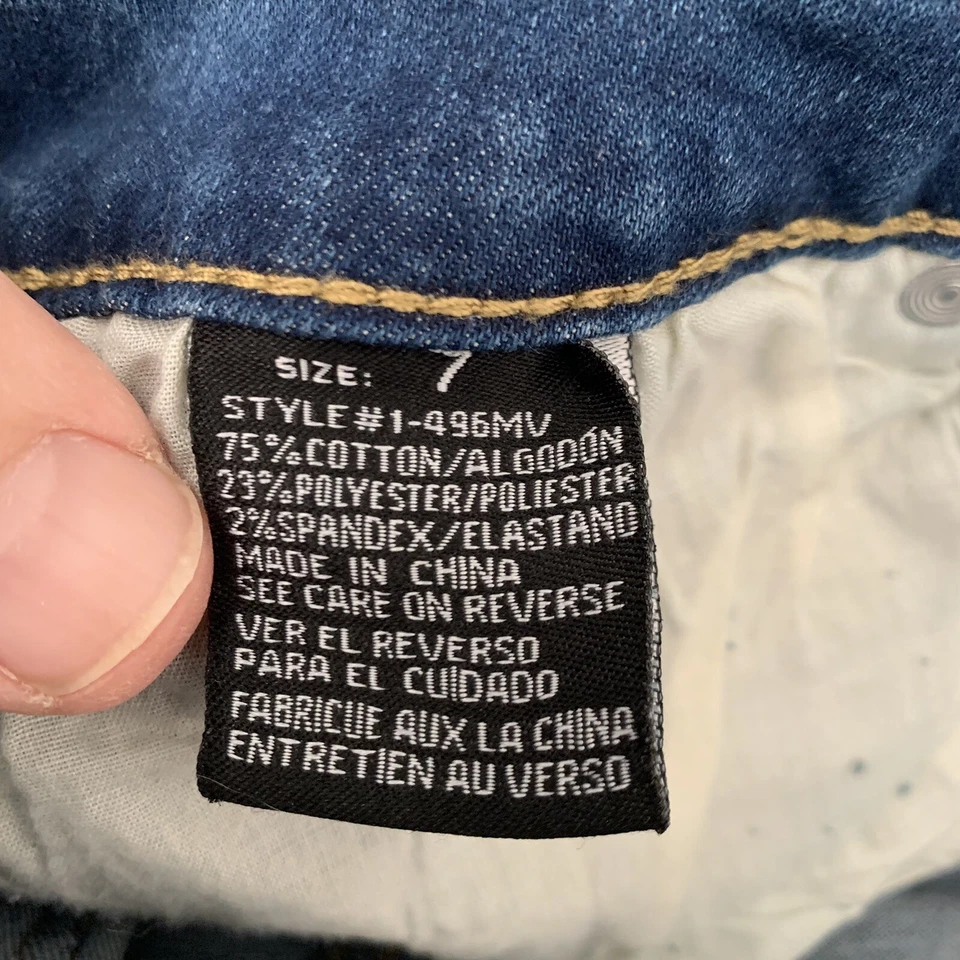 SIZE: 7
STYLE #1-496MV
75%COTTON/ALGODÓN
23%POLYESTER/POLIESTER
2%SPANDEX/ELASTANO
MADE IN CHINA
SEE CARE ON REVERSE
VER EL REVERSO
PARA EL CUIDADO
FABRICUE AUX LA CHINA
ENTRETIEN AU VERSO